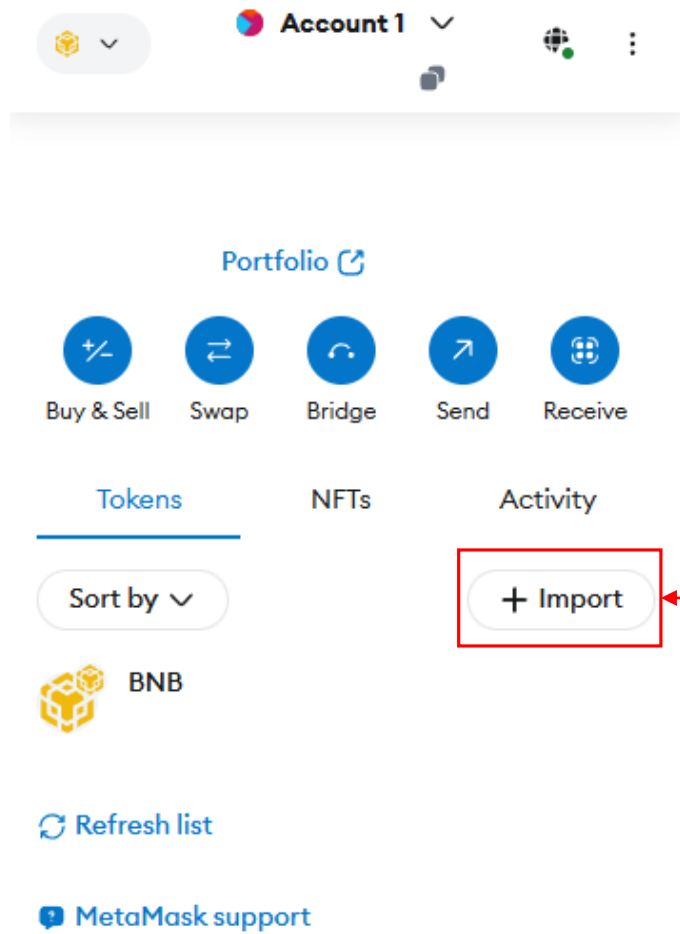 Account 1
Portfolio
Buy & Sell Swap Bridge Send Receive
Tokens NFTs Activity
Sort by + Import
BNB
Refresh list
MetaMask support